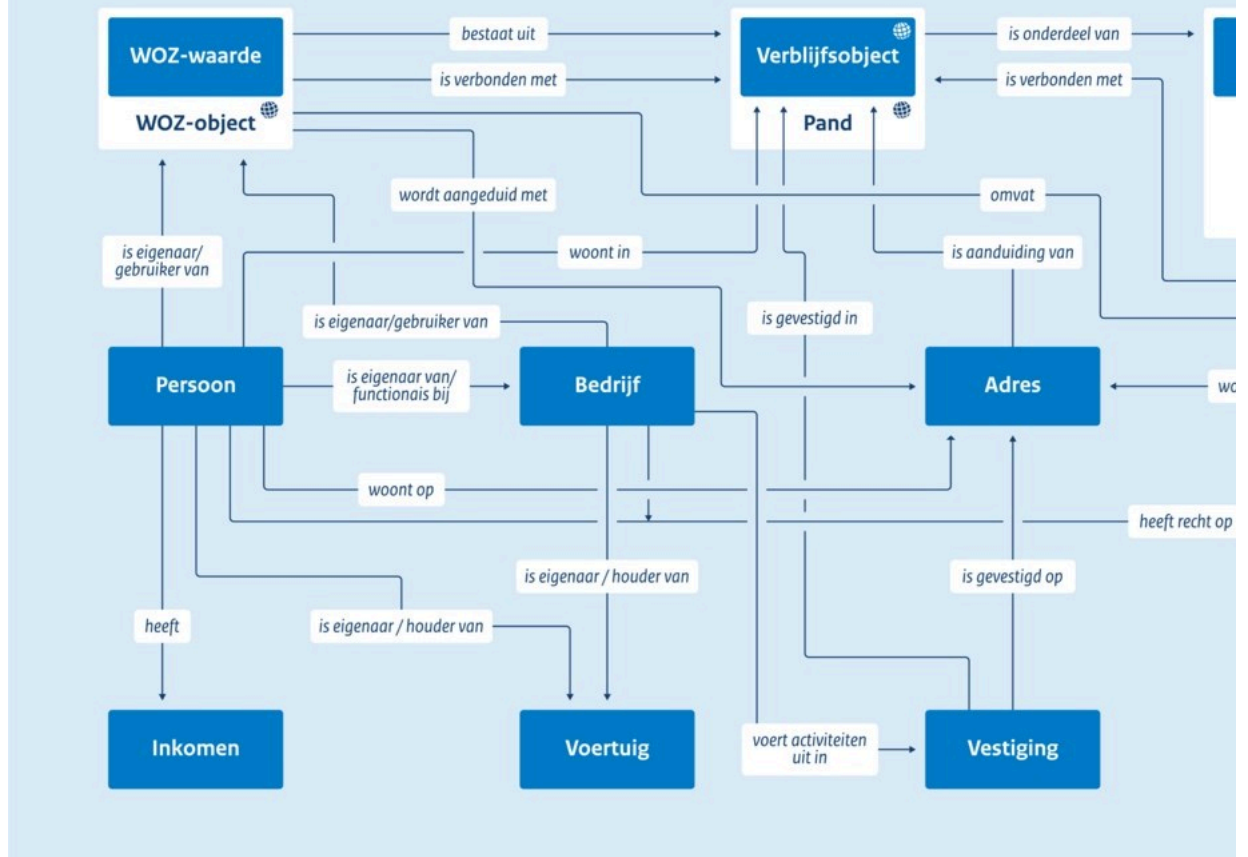 bestaat uit
is onderdeel van
WOZ-waarde
Verblijfsobject
is verbonden met
is verbonden met
WOZ-object
Pand
wordt aangeduid met
omvat
is eigenaar/
gebruiker van
woont in
is aanduiding van
is eigenaar/gebruiker van
is gevestigd in
Persoon
is eigenaar van/
functionais bij
Bedrijf
Adres
woont op
heeft recht op
is eigenaar / houder van
is gevestigd op
heeft
is eigenaar / houder van
Inkomen
Voertuig
voert activiteiten
uit in
Vestiging